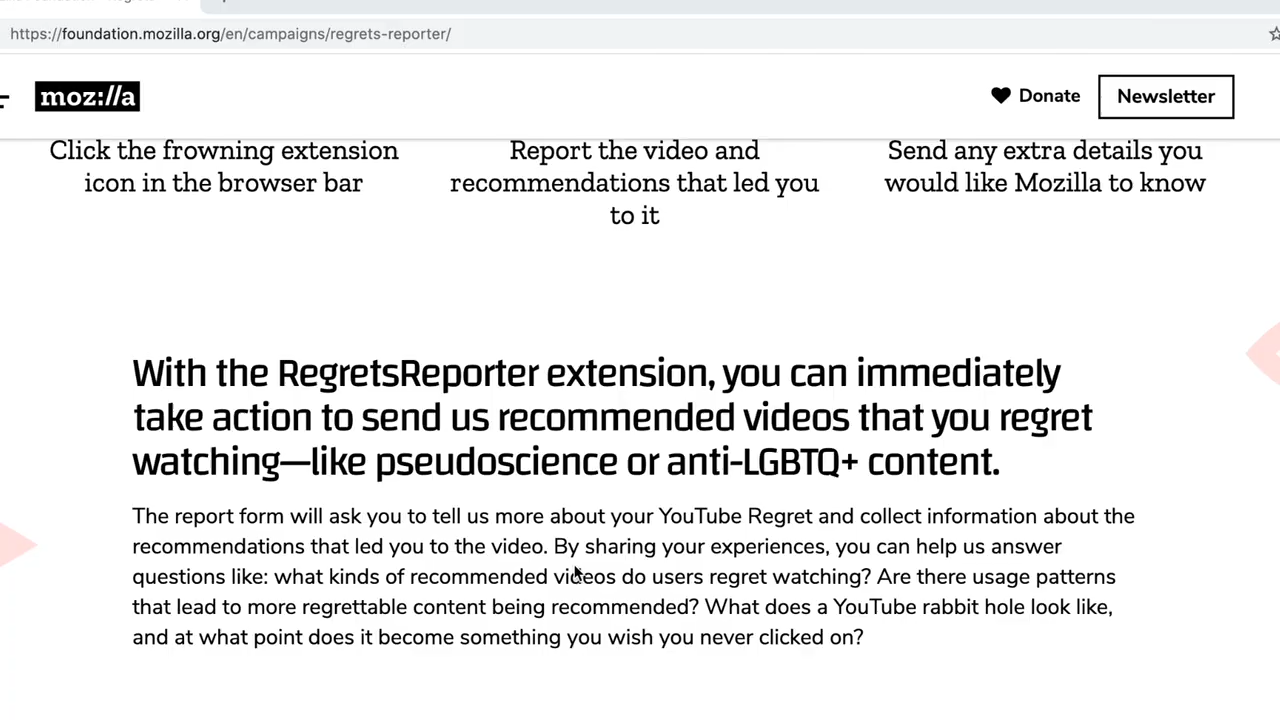 https://foundation.mozilla.org/en/campaigns/regrets-reporter/
moz://a
Donate
Newsletter
Click the frowning extension
icon in the browser bar
Report the video and
recommendations that led you
to it
Send any extra details you
would like Mozilla to know
With the RegretsReporter extension, you can immediately
take action to send us recommended videos that you regret
watching—like pseudoscience or anti-LGBTQ+ content.
The report form will ask you to tell us more about your YouTube Regret and collect information about the
recommendations that led you to the video. By sharing your experiences, you can help us answer
questions like: what kinds of recommended videos do users regret watching? Are there usage patterns
that lead to more regrettable content being recommended? What does a YouTube rabbit hole look like,
and at what point does it become something you wish you never clicked on?